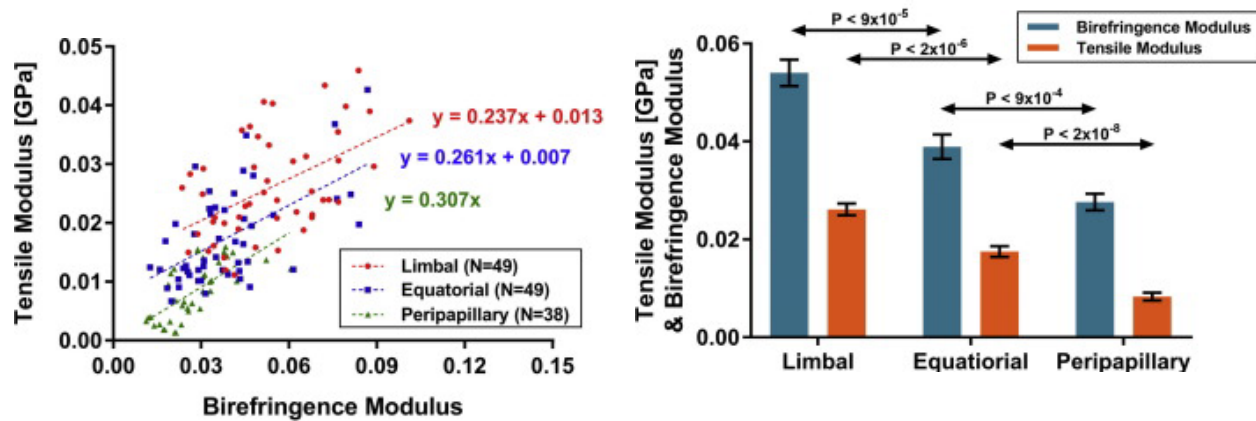 Tensile Modulus [GPa]
0.05
0.04
0.03
0.02
0.01
0.00
0.00
0.03
0.06
0.09
0.12
0.15
Birefringence Modulus
y = 0.237x + 0.013
y = 0.261x + 0.007
y = 0.307x
Limbal (N=49)
Equatorial (N=49)
Peripapillary (N=38)
Tensile Modulus [GPa]
& Birefringence Modulus
0.06
0.04
0.02
0.00
Limbal
Equatiorial
Peripapillary
P < 9x10⁻⁵
P < 2x10⁻⁶
P < 9x10⁻⁴
P < 2x10⁻⁸
Birefringence Modulus
Tensile Modulus